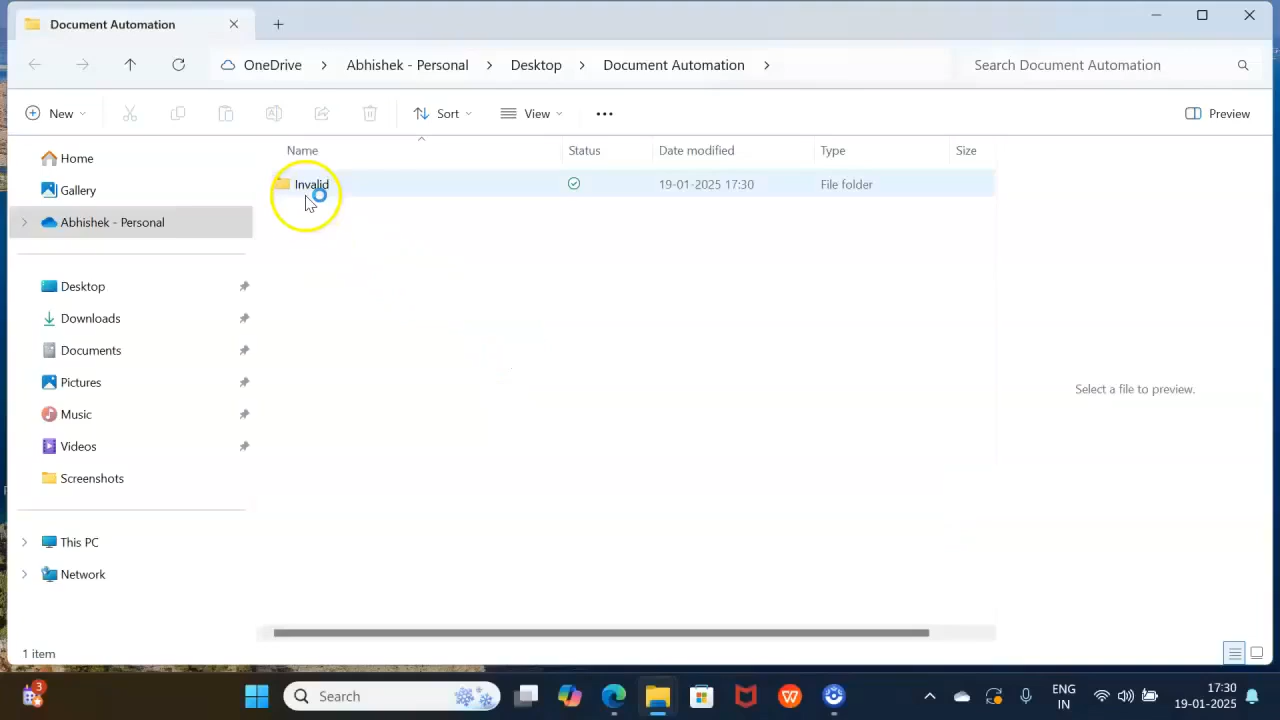 Document Automation
OneDrive > Abhishek - Personal > Desktop > Document Automation >
Search Document Automation
New
Sort
View
Preview
Name
Status
Date modified
Type
Size
Invalid
19-01-2025 17:30
File folder
Home
Gallery
Abhishek - Personal
Desktop
Downloads
Documents
Pictures
Music
Videos
Screenshots
This PC
Network
Select a file to preview.
1 item
3
Search
ENG
IN
17:30
19-01-2025